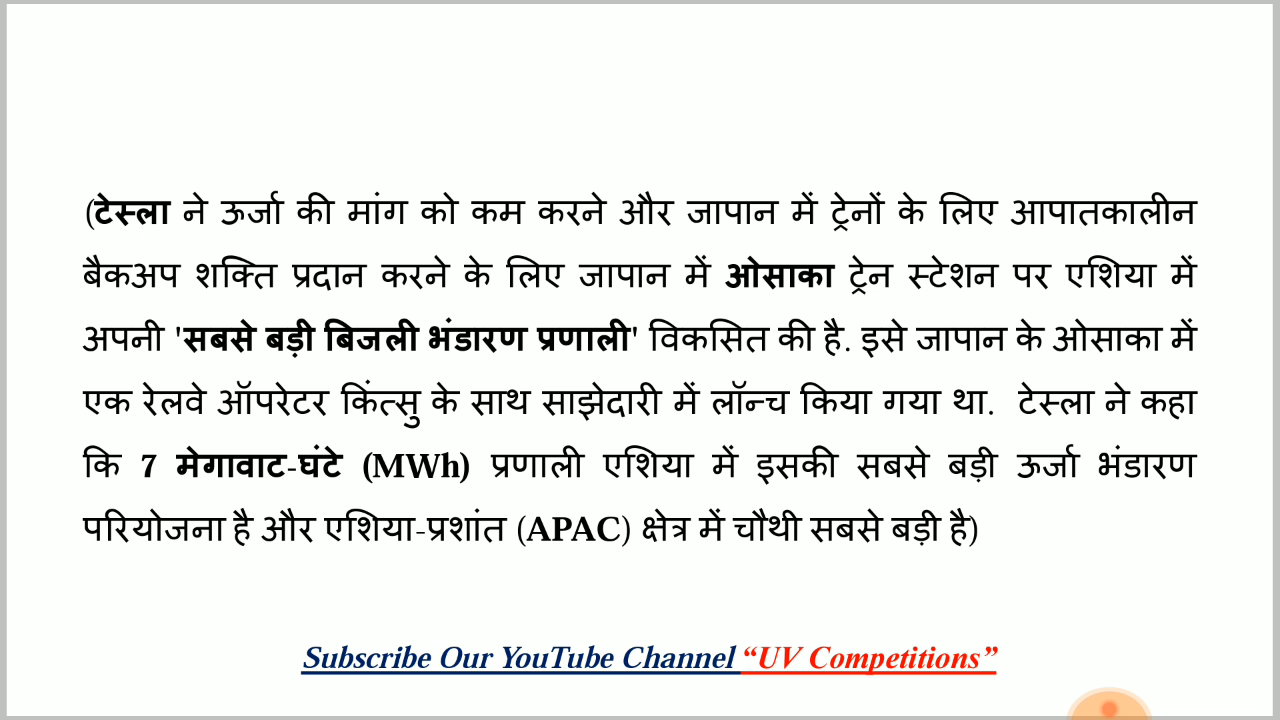 (टेस्ला ने ऊर्जा की मांग को कम करने और जापान में ट्रेनों के लिए आपातकालीन
बैकअप शक्ति प्रदान करने के लिए जापान में ओसाका ट्रेन स्टेशन पर एशिया में
अपनी 'सबसे बड़ी बिजली भंडारण प्रणाली' विकसित की है. इसे जापान के ओसाका में
एक रेलवे ऑपरेटर किंत्सु के साथ साझेदारी में लॉन्च किया गया था. टेस्ला ने कहा
कि 7 मेगावाट-घंटे (MWh) प्रणाली एशिया में इसकी सबसे बड़ी ऊर्जा भंडारण
परियोजना है और एशिया-प्रशांत (APAC) क्षेत्र में चौथी सबसे बड़ी है)
Subscribe Our YouTube Channel “UV Competitions”